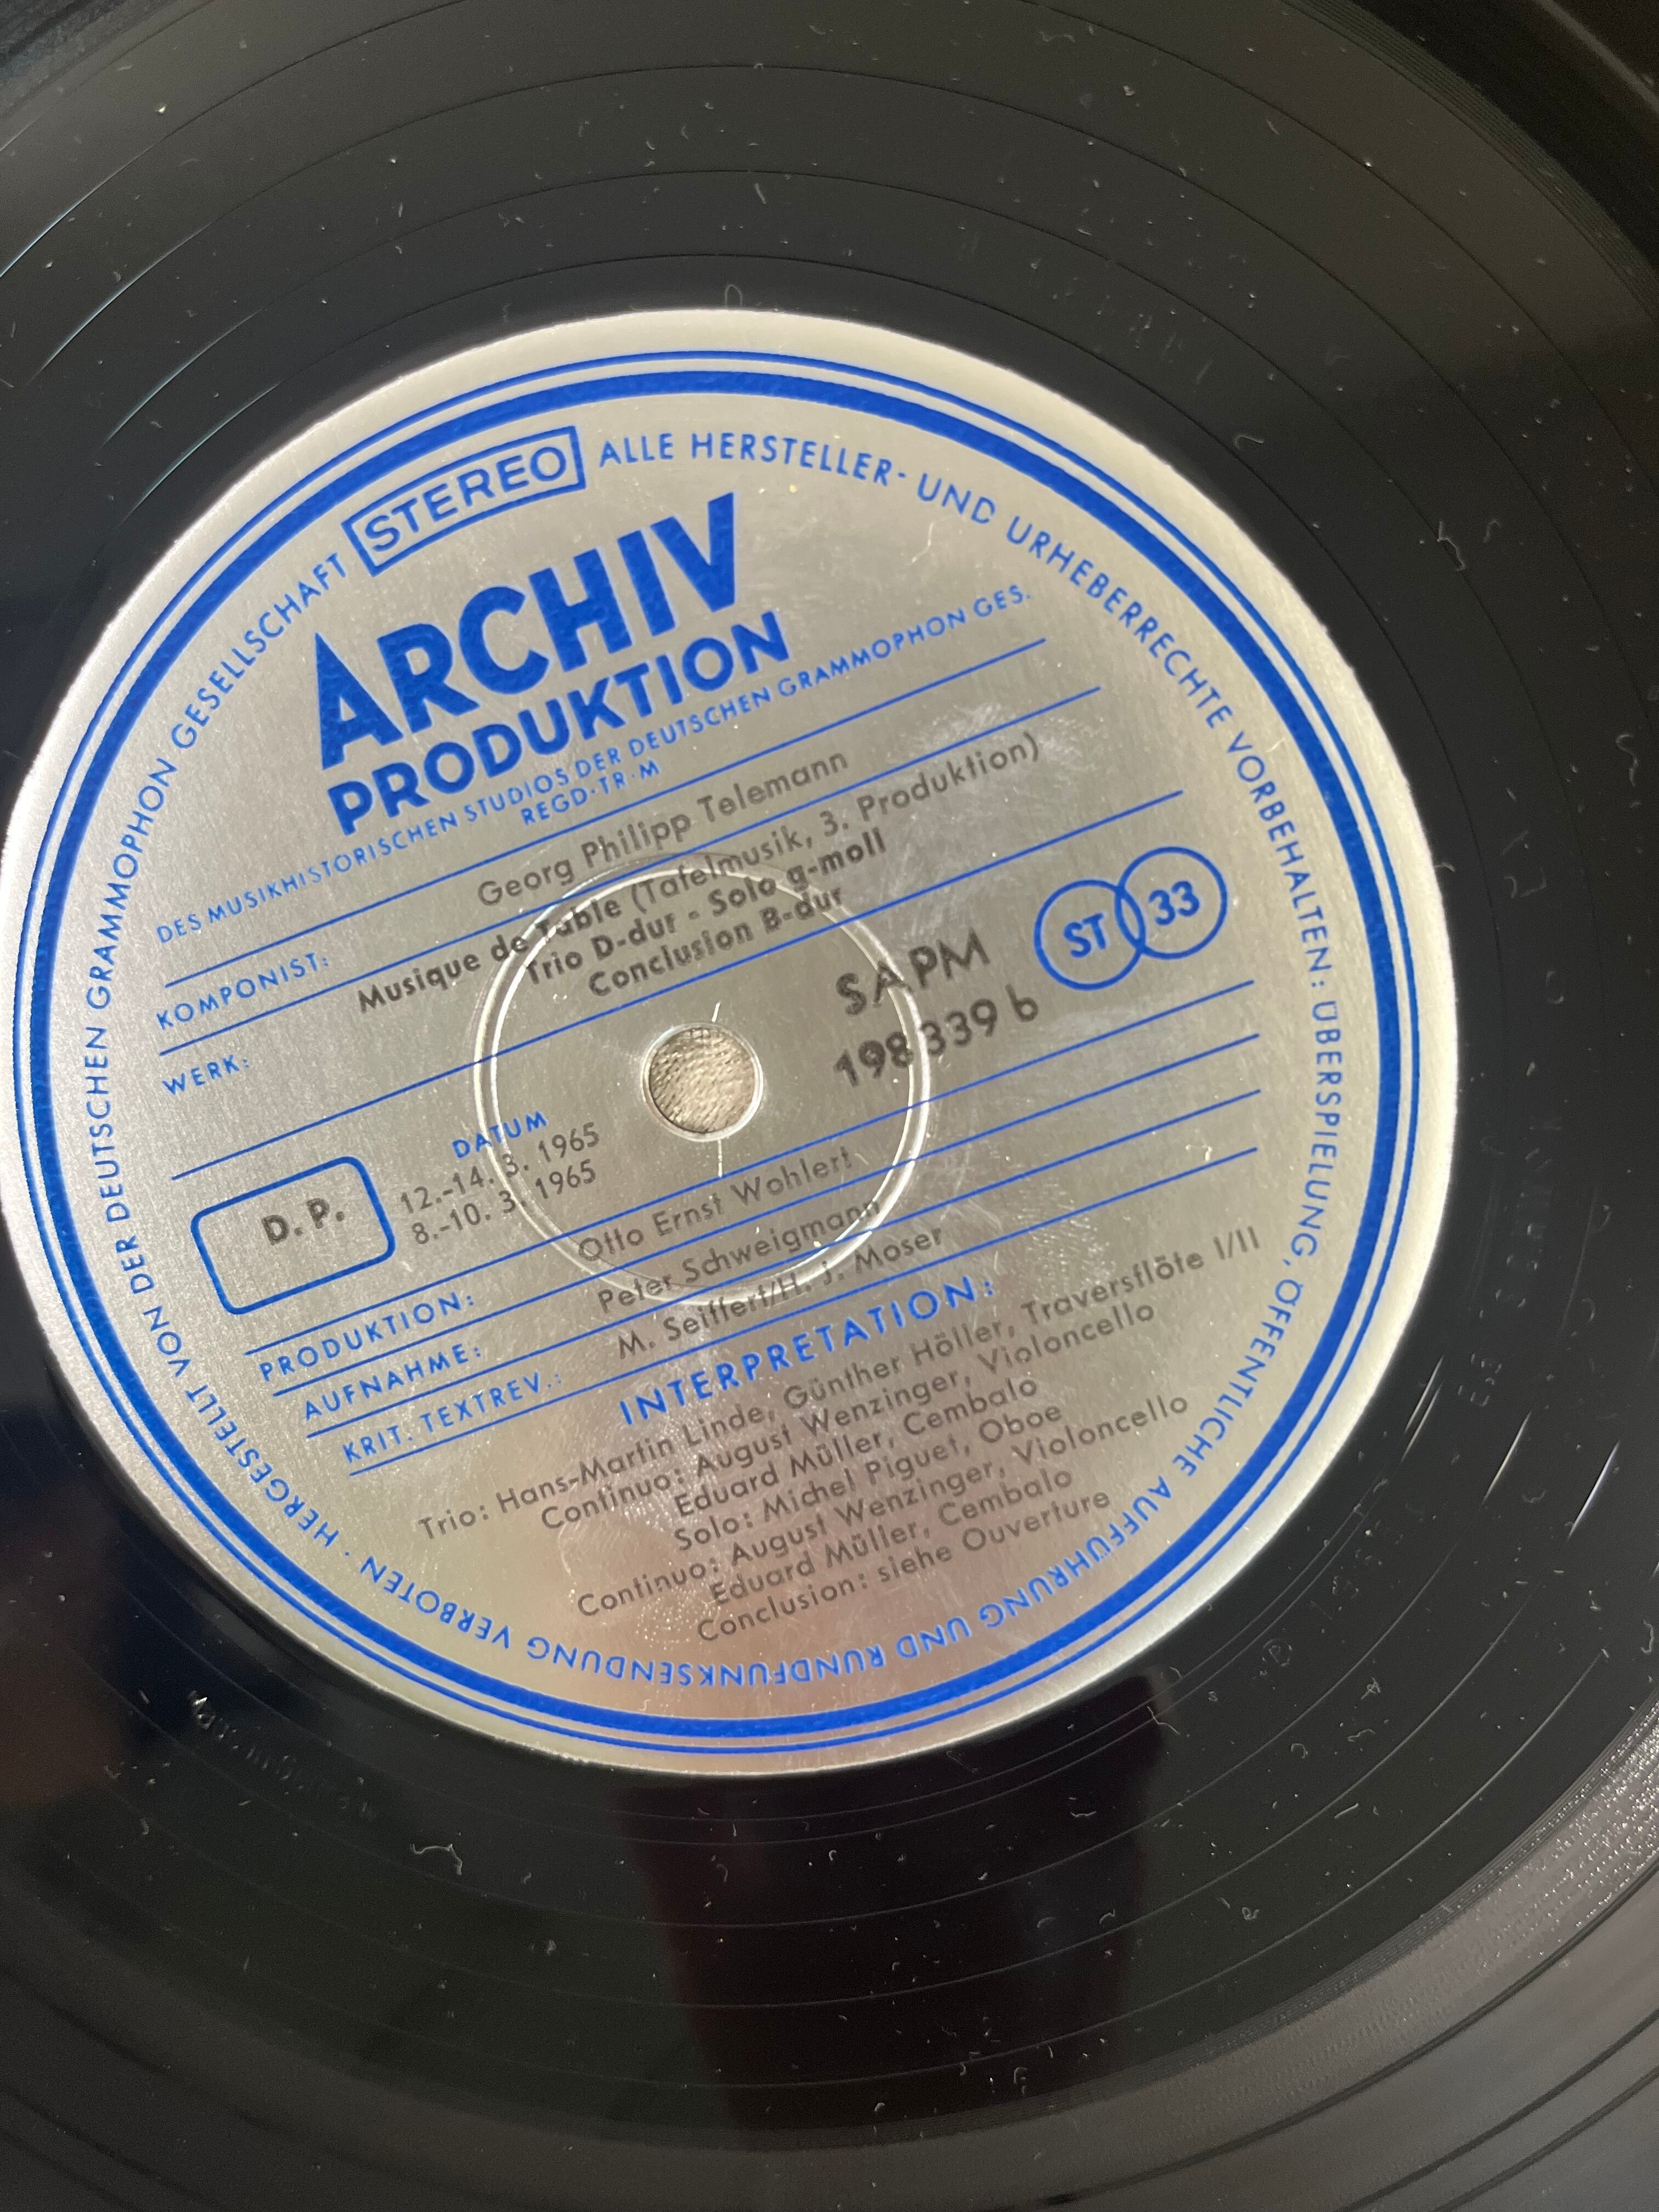 STEREO
ALLE HERSTELLER- UND URHEBERRECHTE VORBEHALTEN: ÜBERSPIELUNG, ÖFFENTLICHE AUFFÜHRUNG UND RUNDFUNKSENDUNG VERBOTEN · HERGESTELLT VON DER DEUTSCHEN GRAMMOPHON GESELLSCHAFT
ARCHIV
PRODUKTION
DES MUSIKHISTORISCHEN STUDIOS DER DEUTSCHEN GRAMMOPHON GES.
REGD·TR·M
KOMPONIST: Georg Philipp Telemann
WERK: Musique de Table (Tafelmusik, 3. Produktion)
Trio D-dur - Solo g-moll
Conclusion B-dur
SAPM
198 339 b
ST 33
D. P.
DATUM
12.-14. 3. 1965
8.-10. 3. 1965
PRODUKTION: Otto Ernst Wohlert
AUFNAHME: Peter Schweigmann
KRIT. TEXTREV.: M. Seiffert/H. J. Moser
INTERPRETATION:
Trio: Hans-Martin Linde, Günther Höller, Traversflöte I/II
Continuo: August Wenzinger, Violoncello
Eduard Müller, Cembalo
Solo: Michel Piguet, Oboe
Continuo: August Wenzinger, Violoncello
Eduard Müller, Cembalo
Conclusion: siehe Ouverture